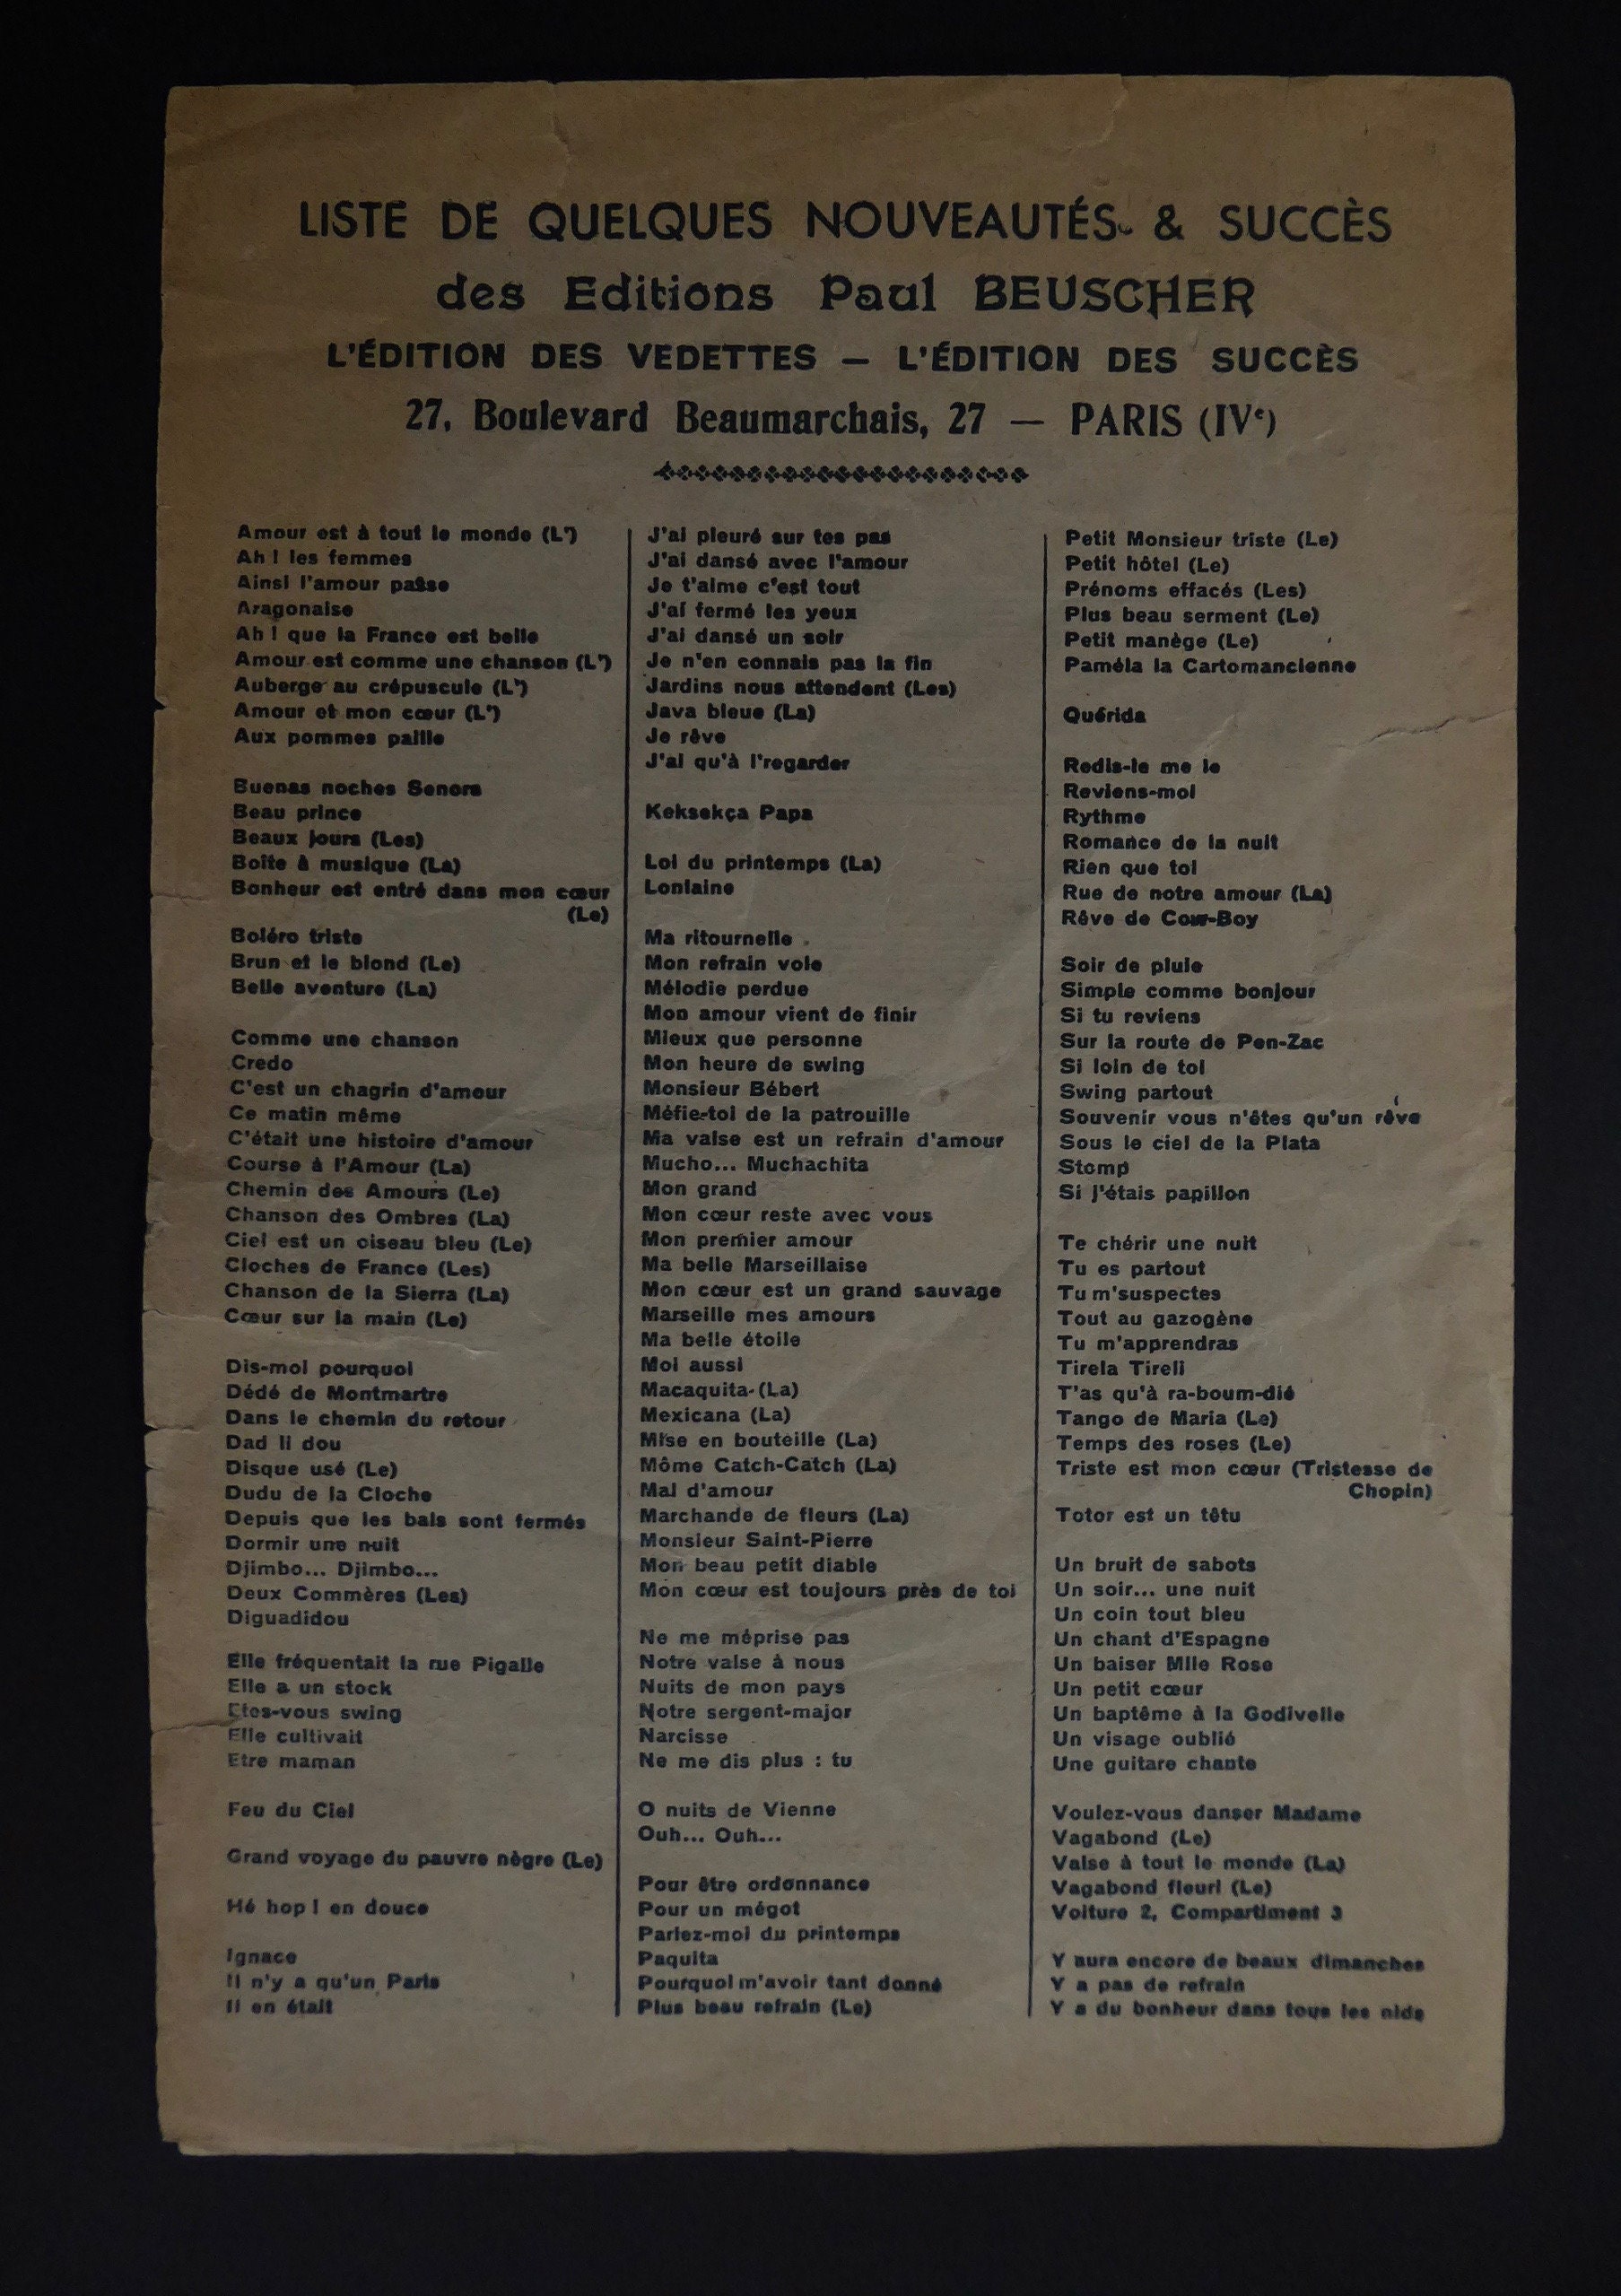 LISTE DE QUELQUES NOUVEAUTÉS & SUCCÈS
des Editions Paul BEUSCHER
L'ÉDITION DES VEDETTES — L'ÉDITION DES SUCCÈS
27, Boulevard Beaumarchais, 27 — PARIS (IVe)
Amour est à tout le monde (L')
Ah ! les femmes
Ainsi l'amour passe
Aragonaise
Ah ! que la France est belle
Amour est comme une chanson (L')
Auberge au crépuscule (L')
Amour et mon cœur (L')
Aux pommes paille
Buenas noches Senora
Beau prince
Beaux jours (Les)
Boîte à musique (La)
Bonheur est entré dans mon cœur
(Le)
Boléro triste
Brun et le blond (Le)
Belle aventure (La)
Comme une chanson
Credo
C'est un chagrin d'amour
Ce matin même
C'était une histoire d'amour
Course à l'Amour (La)
Chemin des Amours (Le)
Chanson des Ombres (La)
Ciel est un oiseau bleu (Le)
Cloches de France (Les)
Chanson de la Sierra (La)
Cœur sur la main (Le)
Dis-moi pourquoi
Dédé de Montmartre
Dans le chemin du retour
Dad li dou
Disque usé (Le)
Dudu de la Cloche
Depuis que les bals sont fermés
Dormir une nuit
Djimbo... Djimbo...
Deux Commères (Les)
Diguadidou
Elle fréquentait la rue Pigalle
Elle a un stock
Etes-vous swing
Elle cultivait
Etre maman
Feu du Ciel
Grand voyage du pauvre nègre (Le)
Hé hop ! en douce
Ignace
Il n'y a qu'un Paris
Il en était
J'ai pleuré sur tes pas
J'ai dansé avec l'amour
Je t'aime c'est tout
J'ai fermé les yeux
J'ai dansé un soir
Je n'en connais pas la fin
Jardins nous attendent (Les)
Java bleue (La)
Je rêve
J'ai qu'à l'regarder
Keksekça Papa
Loi du printemps (La)
Lonlaine
Ma ritournelle
Mon refrain vole
Mélodie perdue
Mon amour vient de finir
Mieux que personne
Mon heure de swing
Monsieur Bébert
Méfie-toi de la patrouille
Ma valse est un refrain d'amour
Mucho... Muchachita
Mon grand
Mon cœur reste avec vous
Mon premier amour
Ma belle Marseillaise
Mon cœur est un grand sauvage
Marseille mes amours
Ma belle étoile
Moi aussi
Macaquita (La)
Mexicana (La)
Mise en bouteille (La)
Môme Catch-Catch (La)
Mal d'amour
Marchande de fleurs (La)
Monsieur Saint-Pierre
Mon beau petit diable
Mon cœur est toujours près de toi
Ne me méprise pas
Notre valse à nous
Nuits de mon pays
Notre sergent-major
Narcisse
Ne me dis plus : tu
O nuits de Vienne
Ouh... Ouh...
Pour être ordonnance
Pour un mégot
Parlez-moi du printemps
Paquita
Pourquoi m'avoir tant donné
Plus beau refrain (Le)
Petit Monsieur triste (Le)
Petit hôtel (Le)
Prénoms effacés (Les)
Plus beau serment (Le)
Petit manège (Le)
Paméla la Cartomancienne
Quérida
Redis-le me le
Reviens-moi
Rythme
Romance de la nuit
Rien que toi
Rue de notre amour (La)
Rêve de Cow-Boy
Soir de pluie
Simple comme bonjour
Si tu reviens
Sur la route de Pen-Zac
Si loin de toi
Swing partout
Souvenir vous n'êtes qu'un rêve
Sous le ciel de la Plata
Stomp
Si j'étais papillon
Te chérir une nuit
Tu es partout
Tu m'suspectes
Tout au gazogène
Tu m'apprendras
Tirela Tireli
T'as qu'à ra-boum-dié
Tango de Maria (Le)
Temps des roses (Le)
Triste est mon cœur (Tristesse de
Chopin)
Totor est un têtu
Un bruit de sabots
Un soir... une nuit
Un coin tout bleu
Un chant d'Espagne
Un baiser Mlle Rose
Un petit cœur
Un baptême à la Godivelle
Un visage oublié
Une guitare chante
Voulez-vous danser Madame
Vagabond (Le)
Valse à tout le monde (La)
Vagabond fleuri (Le)
Voiture 2, Compartiment 3
Y aura encore de beaux dimanches
Y a pas de refrain
Y a du bonheur dans tous les nids